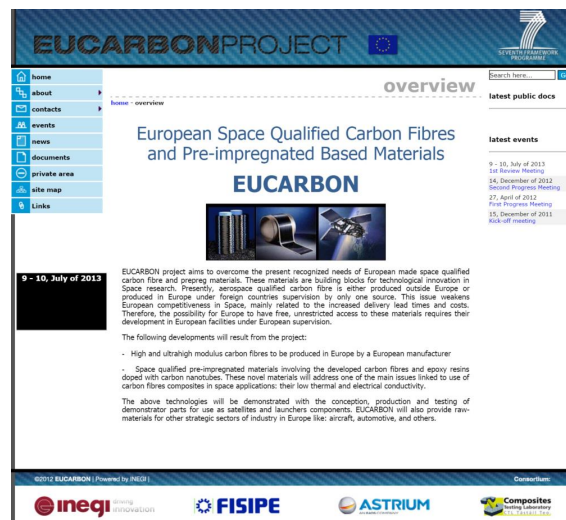 EUCARBONPROJECT
SEVENTH FRAMEWORK
PROGRAMME
home
about
contacts
events
news
documents
private area
site map
Links
9 - 10, July of 2013
overview
home - overview
European Space Qualified Carbon Fibres
and Pre-impregnated Based Materials
EUCARBON
EUCARBON project aims to overcome the present recognized needs of European made space qualified
carbon fibre and prepreg materials. These materials are building blocks for technological innovation in
Space research. Presently, aerospace qualified carbon fibre is either produced outside Europe or
produced in Europe under foreign countries supervision by only one source. This issue weakens
European competitiveness in Space, mainly related to the increased delivery lead times and costs.
Therefore, the possibility for Europe to have free, unrestricted access to these materials requires their
development in European facilities under European supervision.
The following developments will result from the project:
- High and ultrahigh modulus carbon fibres to be produced in Europe by a European manufacturer
- Space qualified pre-impregnated materials involving the developed carbon fibres and epoxy resins
doped with carbon nanotubes. These novel materials will address one of the main issues linked to use of
carbon fibres composites in space applications: their low thermal and electrical conductivity.
The above technologies will be demonstrated with the conception, production and testing of
demonstrator parts for use as satellites and launchers components. EUCARBON will also provide raw-
materials for other strategic sectors of industry in Europe like: aircraft, automotive, and others.
Search here...
G
latest public docs
latest events
9 - 10, July of 2013
1st Review Meeting
14, December of 2012
Second Progress Meeting
27, April of 2012
First Progress Meeting
15, December of 2011
Kick-off meeting
©2012 EUCARBON | Powered by INEGI |
Consortium:
inegi driving
innovation
FISIPE
ASTRIUM
Composites
Testing Laboratory